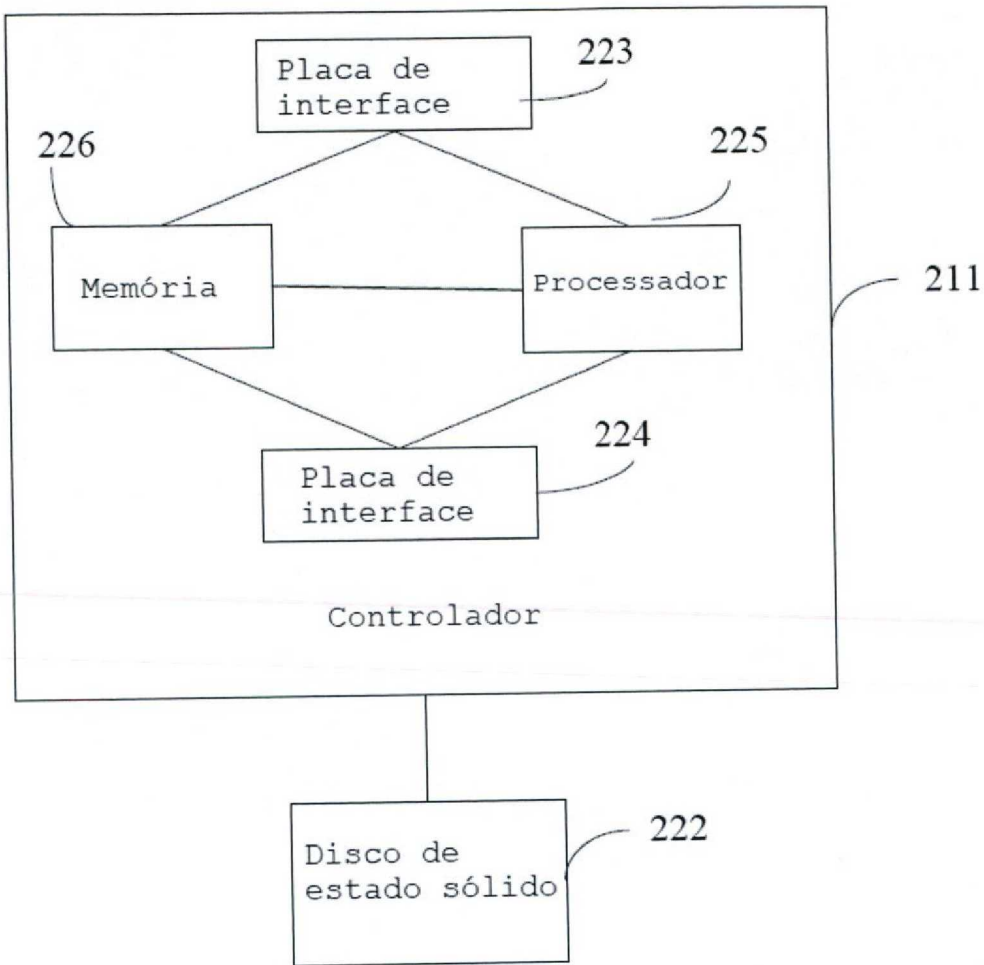 223
Placa de
interface
226
225
Memória
Processador
211
224
Placa de
interface
Controlador
222
Disco de
estado sólido